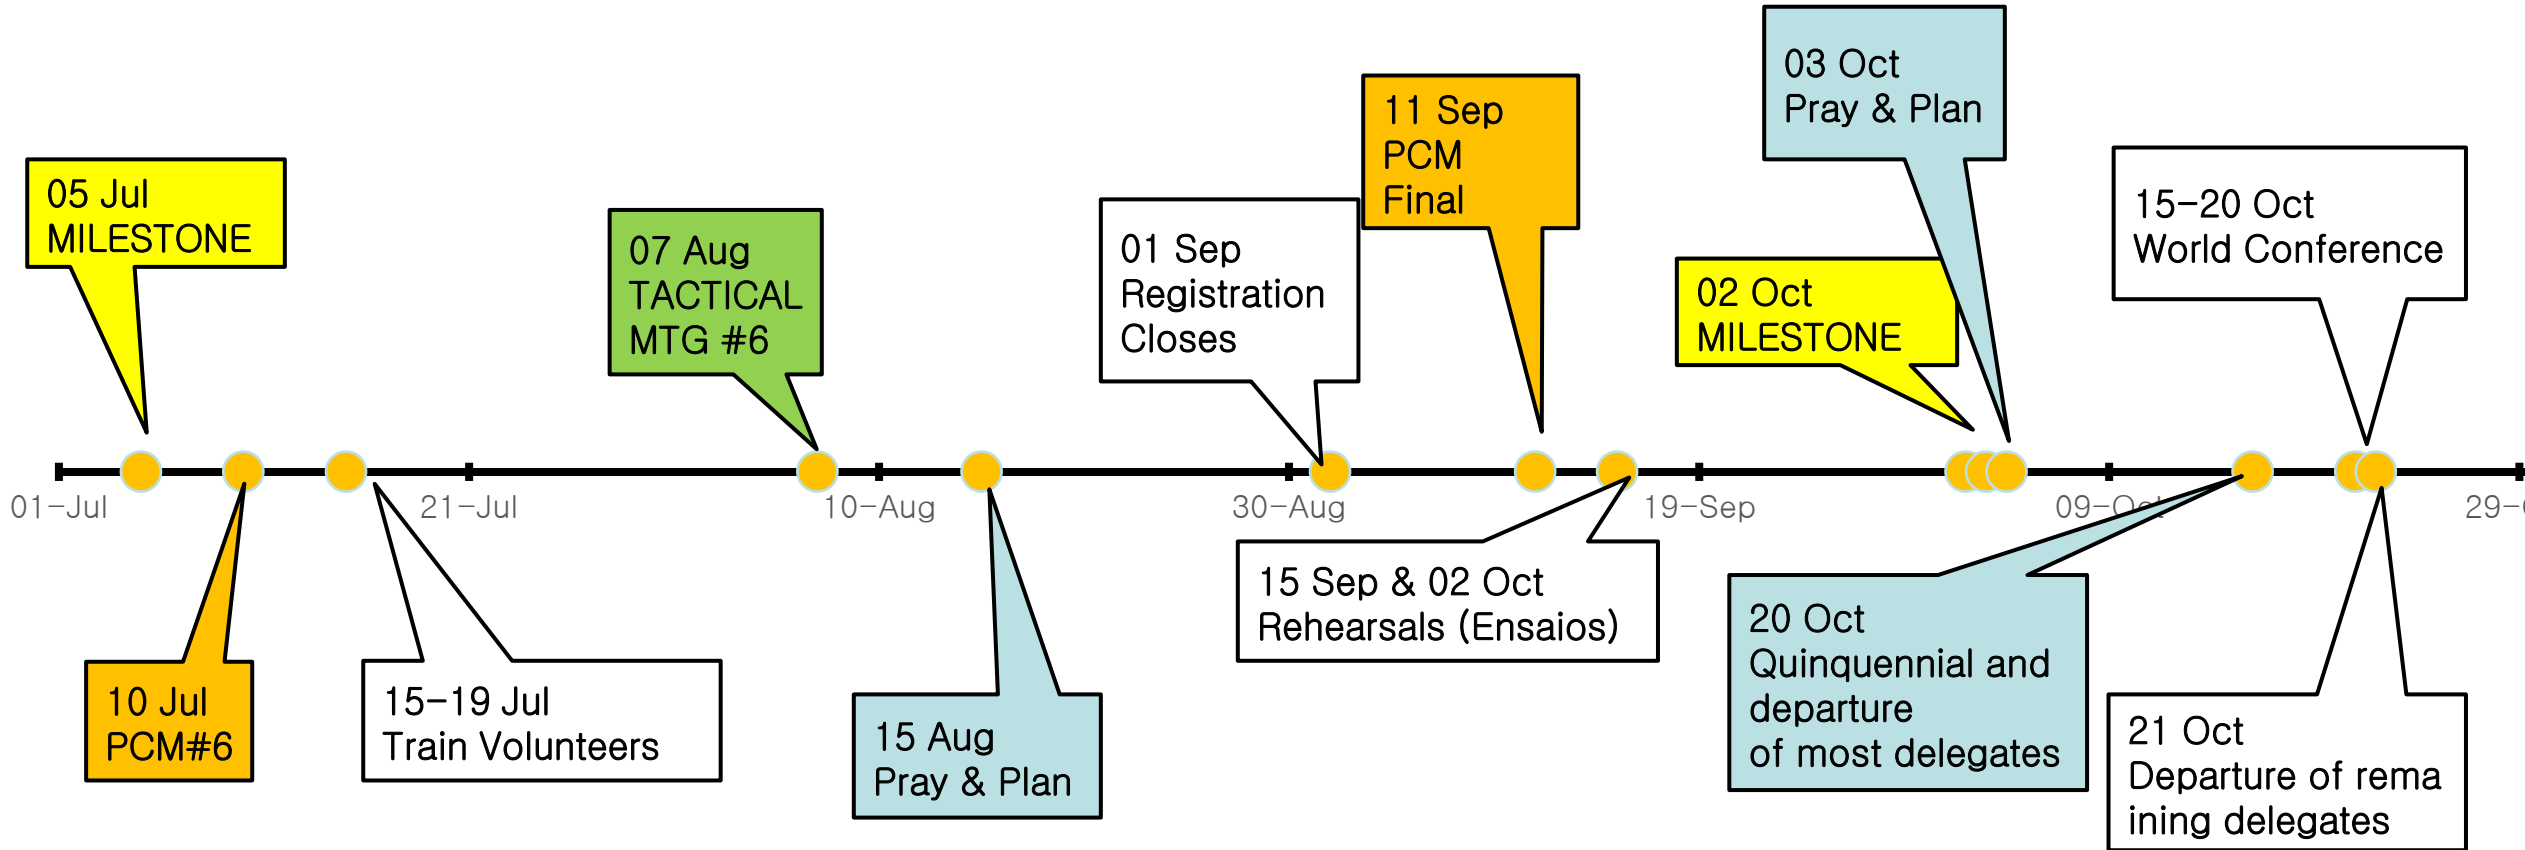 03 Oct
Pray & Plan
11 Sep
PCM
Final
05 Jul
MILESTONE
07 Aug
TACTICAL
MTG #6
01 Sep
Registration
Closes
02 Oct
MILESTONE
15-20 Oct
World Conference
01-Jul
21-Jul
10-Aug
30-Aug
19-Sep
09-Oct
29-
10 Jul
PCM#6
15-19 Jul
Train Volunteers
15 Aug
Pray & Plan
15 Sep & 02 Oct
Rehearsals (Ensaios)
20 Oct
Quinquennial and
departure
of most delegates
21 Oct
Departure of rema
ining delegates